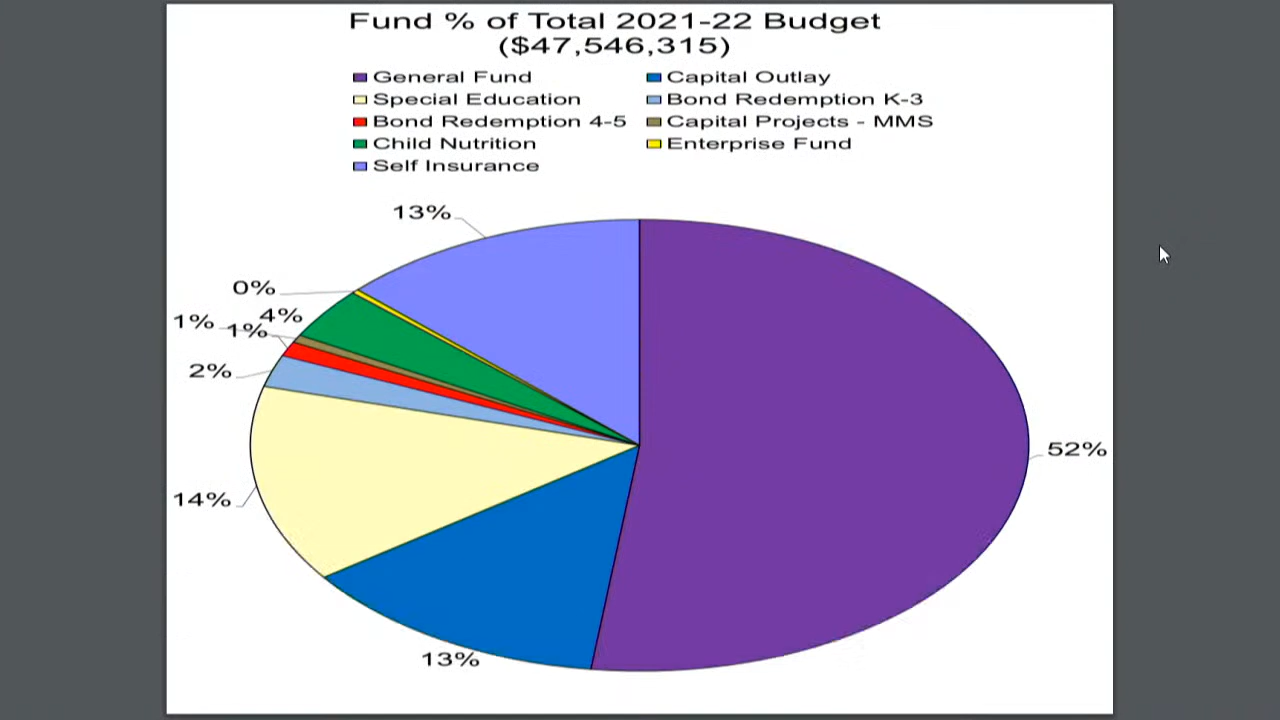 Fund % of Total 2021-22 Budget
($47,546,315)
General Fund
Capital Outlay
Special Education
Bond Redemption K-3
Bond Redemption 4-5
Capital Projects - MMS
Child Nutrition
Enterprise Fund
Self Insurance
13%
0%
4%
1%
1%
2%
52%
14%
13%